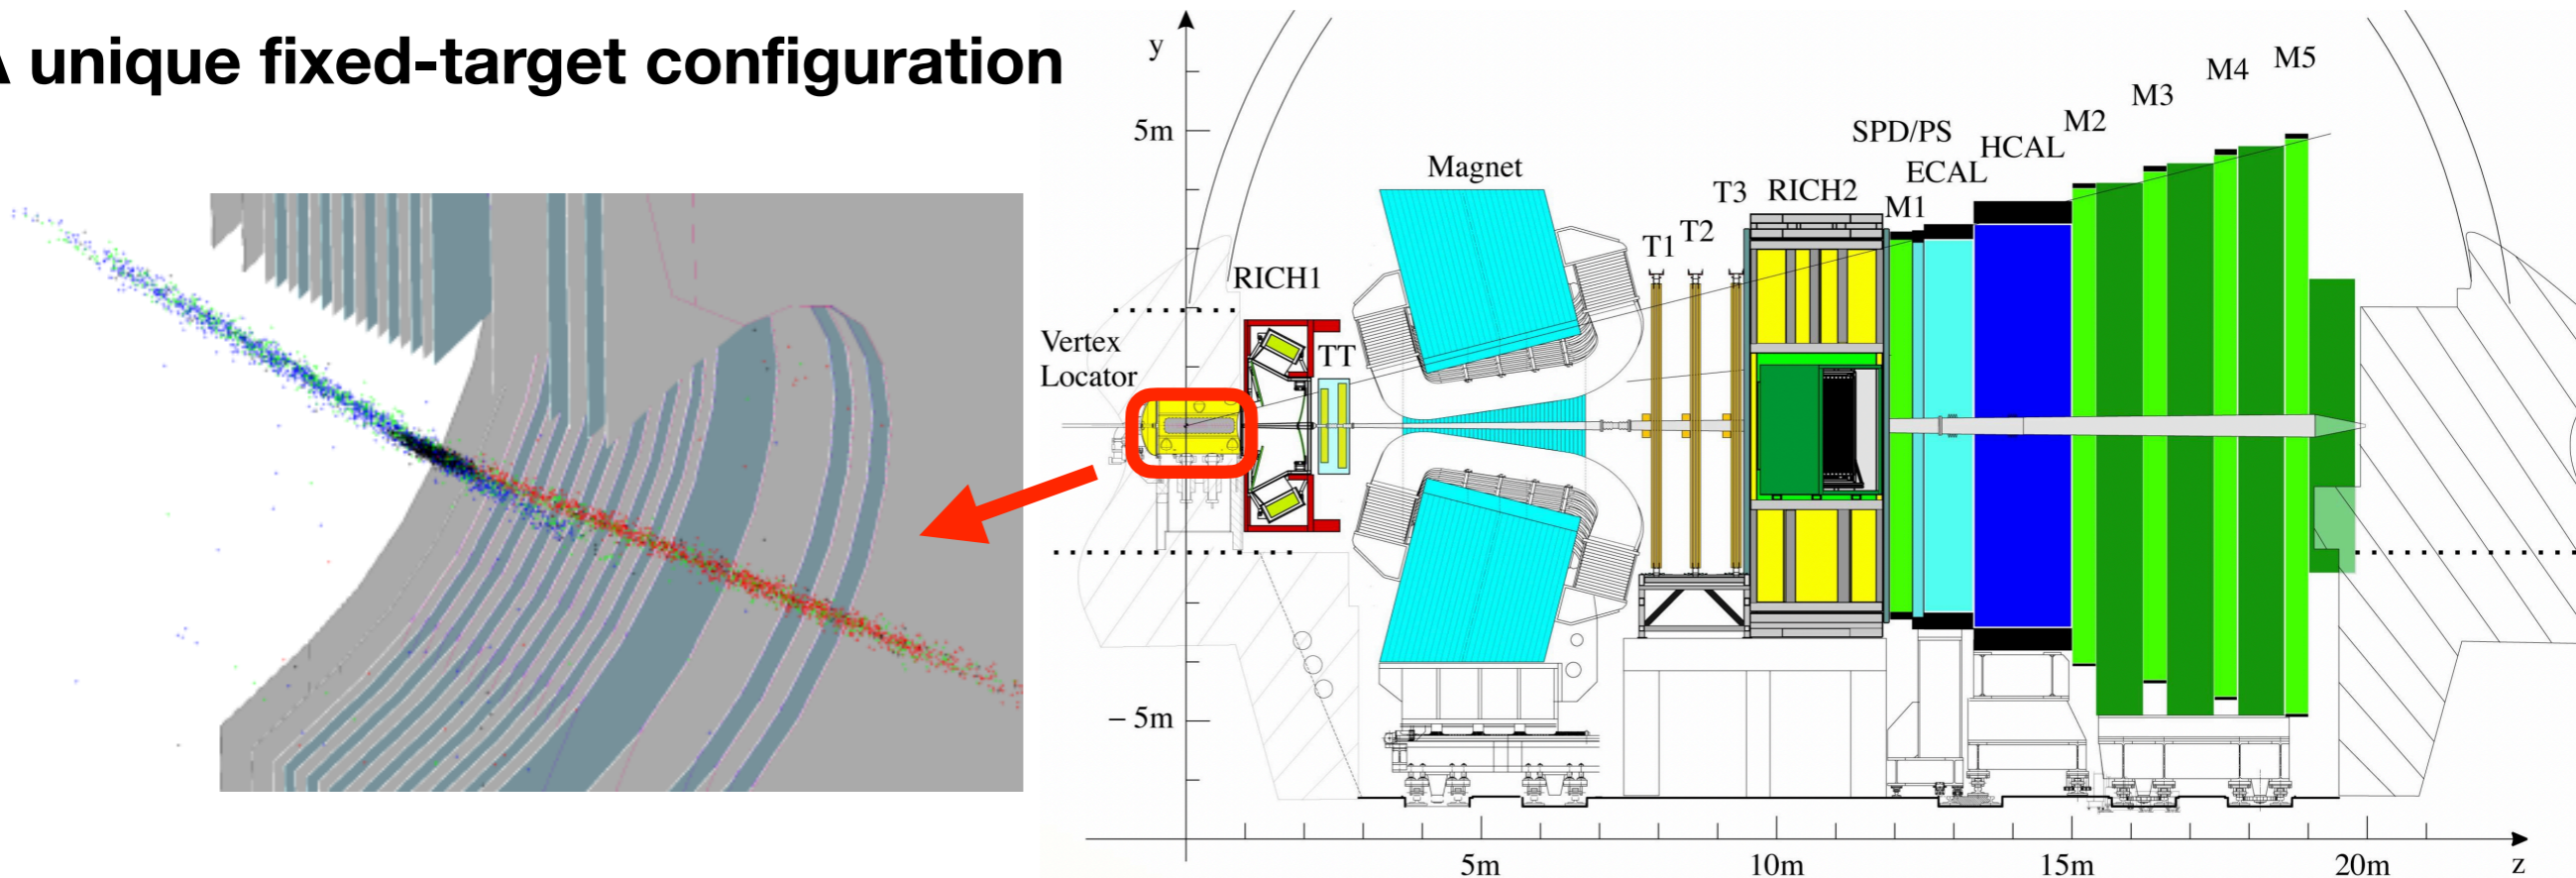 A unique fixed-target configuration
y
5m
− 5m
Vertex
Locator
RICH1
TT
Magnet
T1
T2
T3
RICH2
M1
SPD/PS
ECAL
HCAL
M2
M3
M4
M5
5m
10m
15m
20m
z